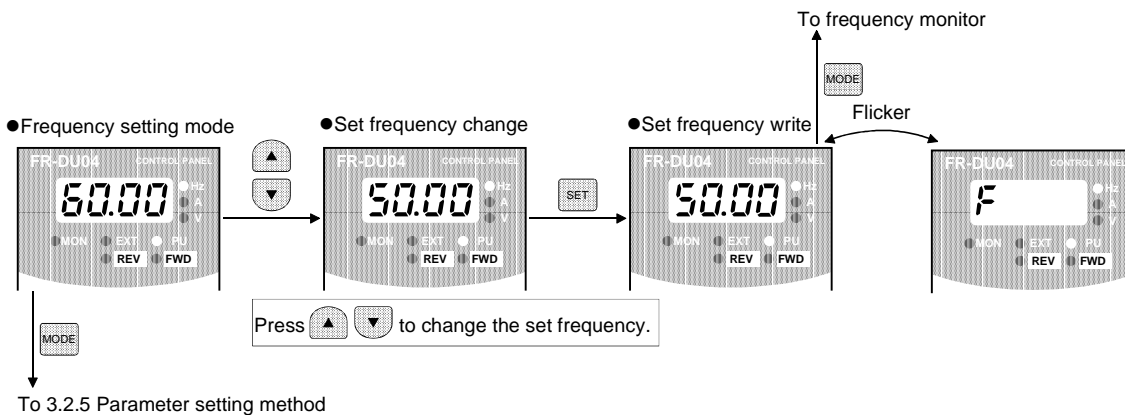 To frequency monitor
MODE
Flicker
●Frequency setting mode
●Set frequency change
●Set frequency write
FR-DU04 CONTROL PANEL
60.00
Hz
A
V
MON EXT PU
REV FWD
FR-DU04 CONTROL PANEL
50.00
Hz
A
V
MON EXT PU
REV FWD
SET
FR-DU04 CONTROL PANEL
50.00
Hz
A
V
MON EXT PU
REV FWD
FR-DU04 CONTROL PANEL
F
Hz
A
V
MON EXT PU
REV FWD
MODE
Press ▲ ▼ to change the set frequency.
To 3.2.5 Parameter setting method